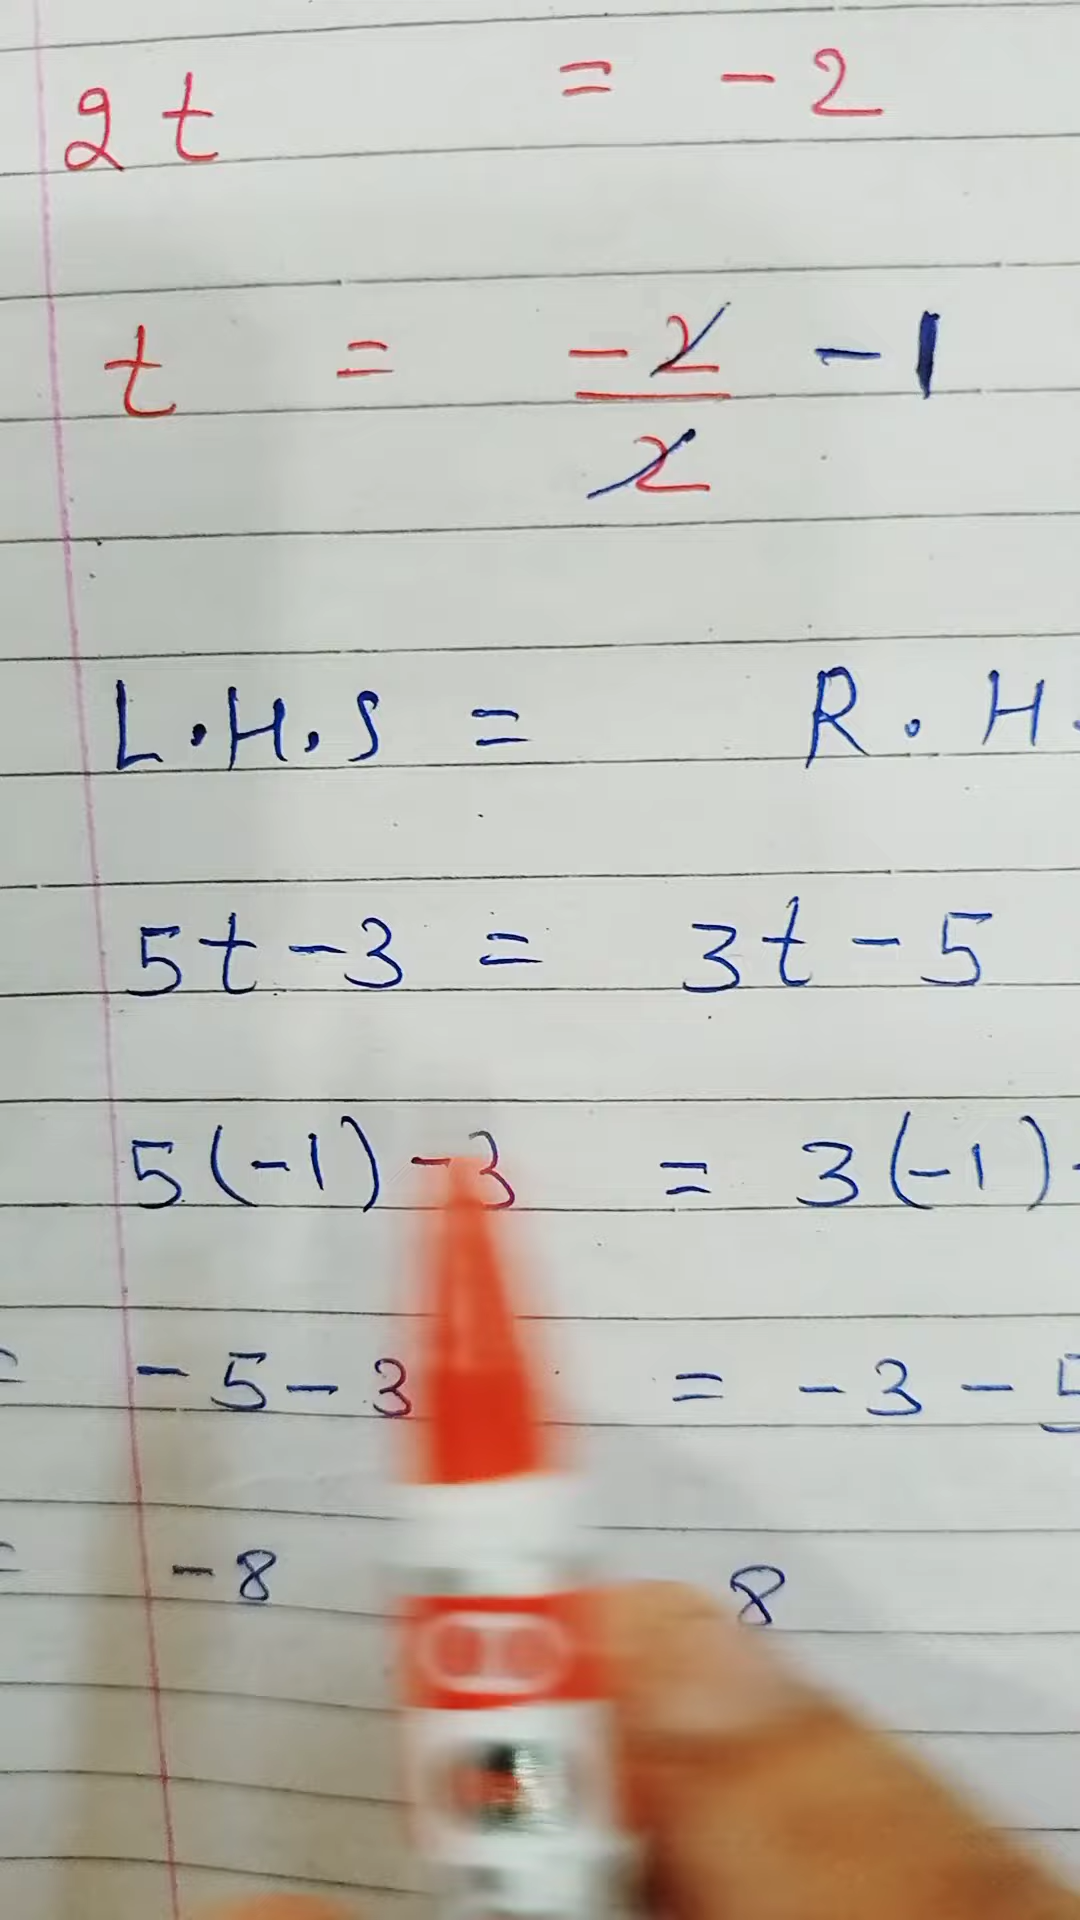 2t = -2
t = -2/2 - 1
L.H.S = R.H.
5t - 3 = 3t - 5
5(-1) - 3 = 3(-1) -
= -5 - 3 = -3 - 5
= -8 8